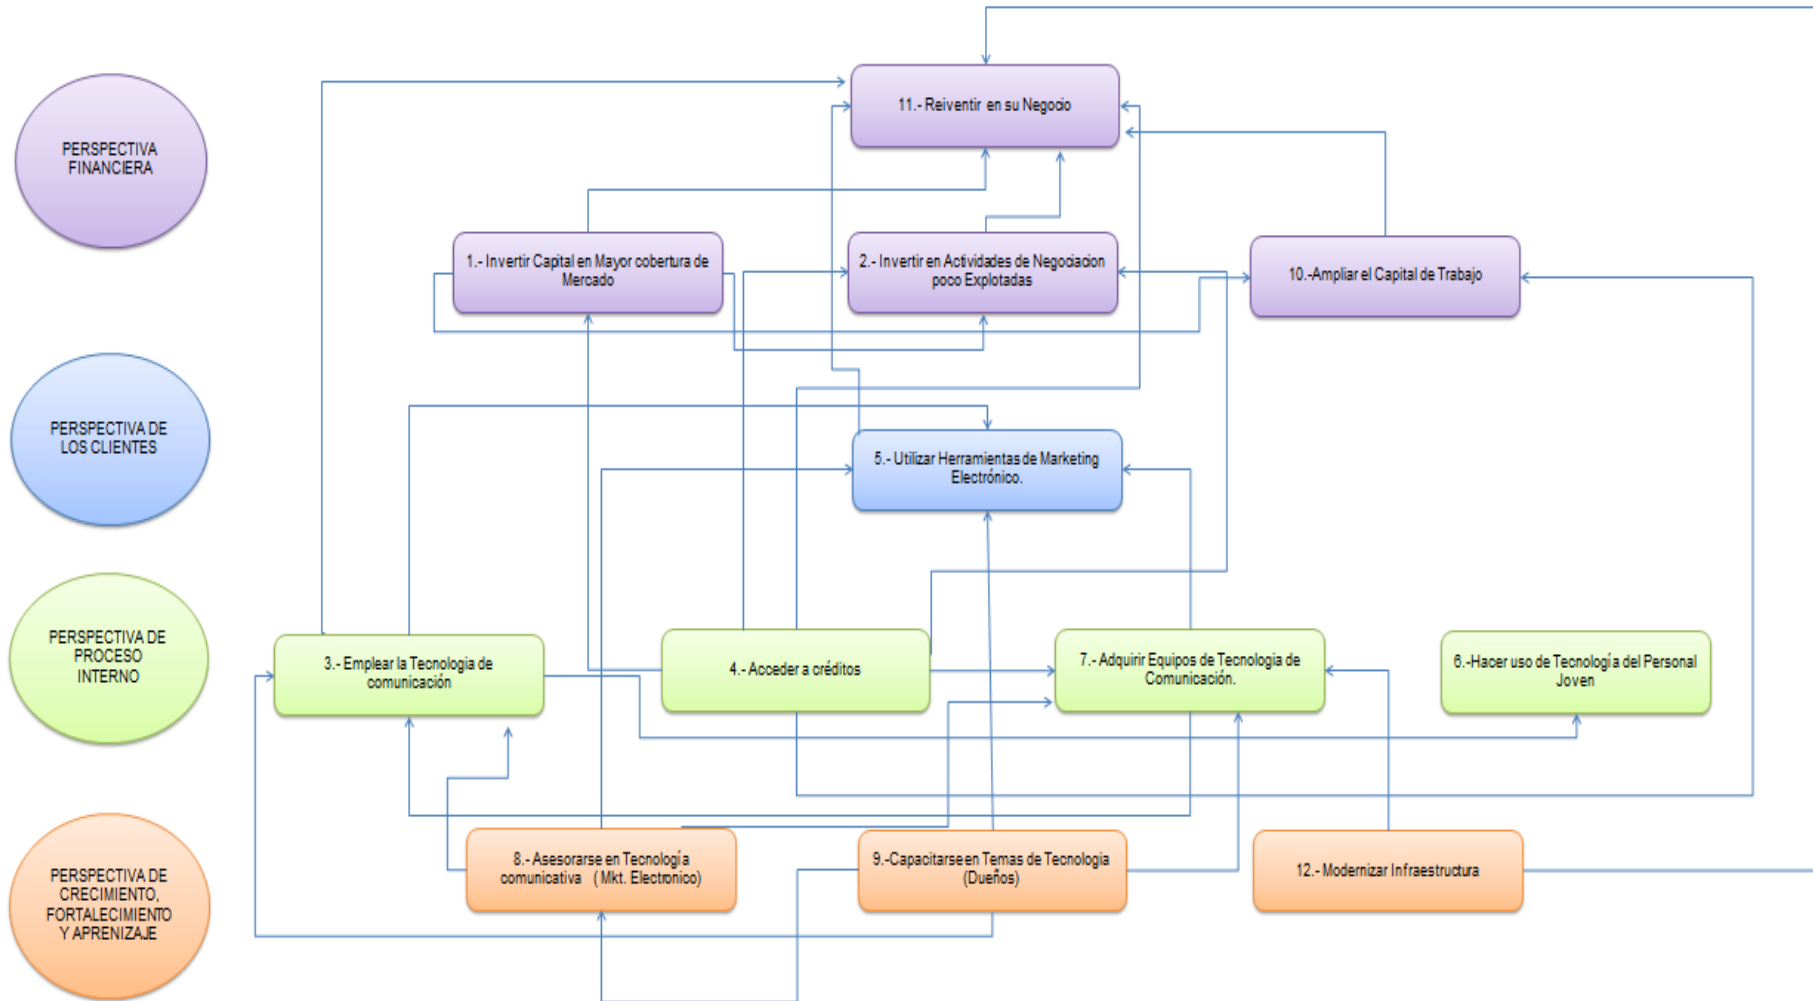 11.- Reiventir en su Negocio
PERSPECTIVA
FINANCIERA
1.- Invertir Capital en Mayor cobertura de
Mercado
2.- Invertir en Actividades de Negociacion
poco Explotadas
10.-Ampliar el Capital de Trabajo
PERSPECTIVA DE
LOS CLIENTES
5.- Utilizar Herramientas de Marketing
Electrónico.
PERSPECTIVA DE
PROCESO
INTERNO
3.- Emplear la Tecnologia de
comunicación
4.- Acceder a créditos
7.- Adquirir Equipos de Tecnologia de
Comunicación.
6.-Hacer uso de Tecnología del Personal
Joven
PERSPECTIVA DE
CRECIMIENTO,
FORTALECIMIENTO
Y APRENIZAJE
8.- Asesorarse en Tecnología
comunicativa ( Mkt. Electronico)
9.-Capacitarse en Temas de Tecnologia
(Dueños)
12.- Modernizar Infraestructura